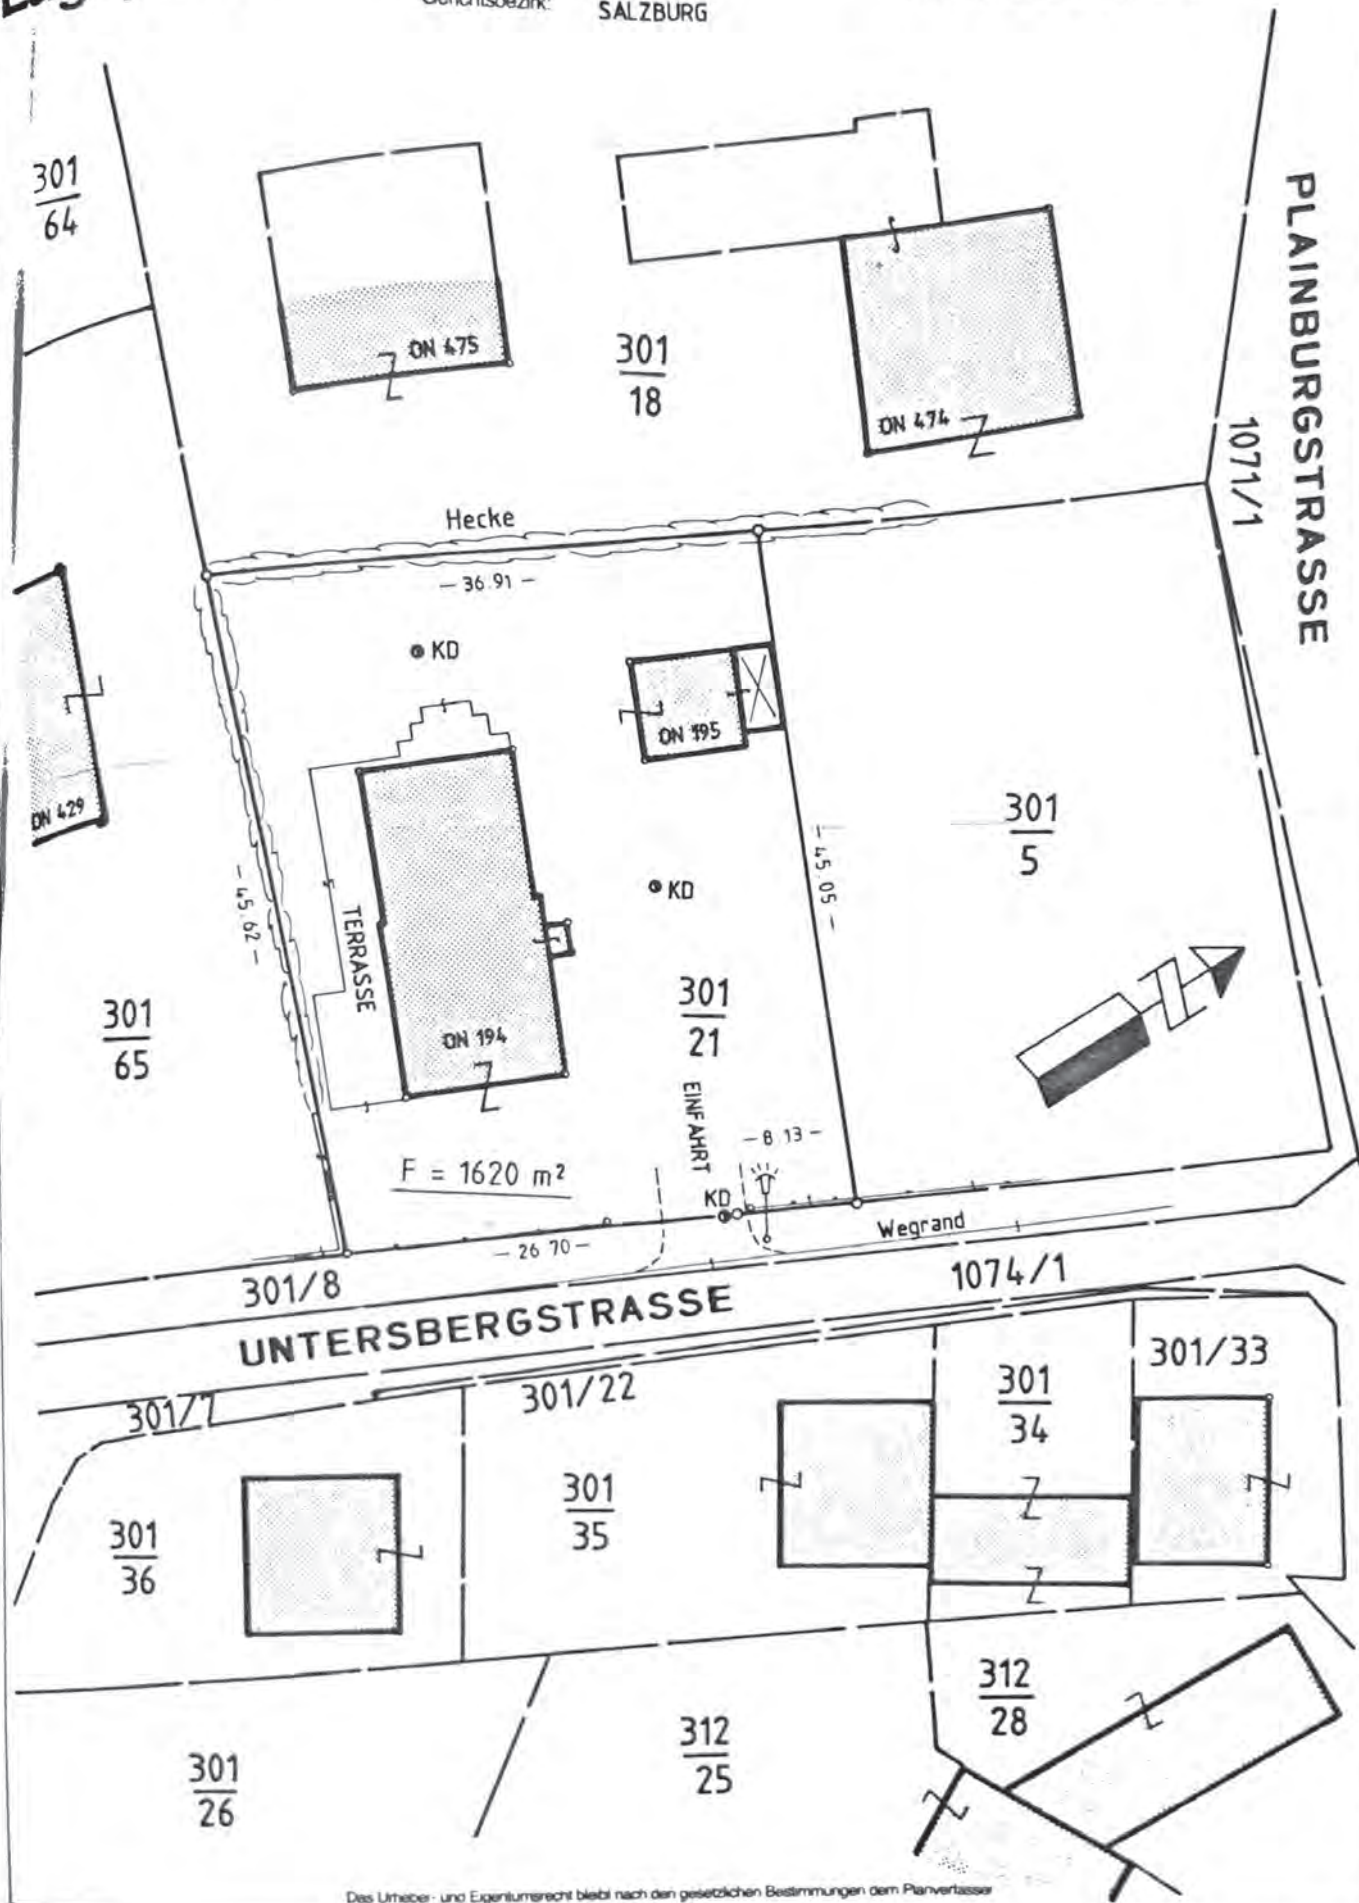 Gerichtsbezirk: SALZBURG
301
64
PLAINBURGSTRASSE
ON 475
301
18
ON 474
1071/1
Hecke
— 36.91 —
KD
ON 195
ON 429
301
5
— 45.05 —
— 45.62 —
KD
TERRASSE
301
65
301
21
ON 194
EINFAHRT
— 8.13 —
F = 1620 m²
KD
Wegrand
— 26.70 —
301/8
1074/1
UNTERSBERGSTRASSE
301/33
301/7
301/22
301
34
301
35
301
36
312
28
312
25
301
26
Das Urheber- und Eigentumsrecht bleibt nach den gesetzlichen Bestimmungen dem Planverfasser